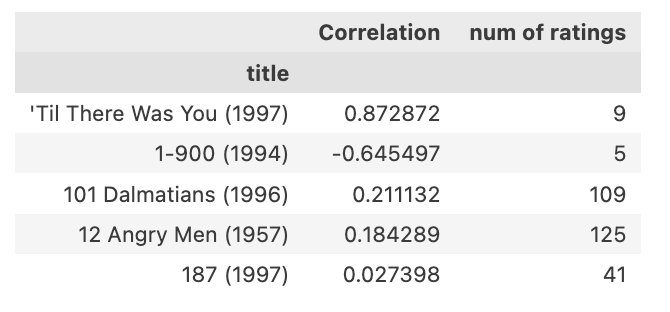 Correlation num of ratings
title
'Til There Was You (1997) 0.872872 9
1-900 (1994) -0.645497 5
101 Dalmatians (1996) 0.211132 109
12 Angry Men (1957) 0.184289 125
187 (1997) 0.027398 41